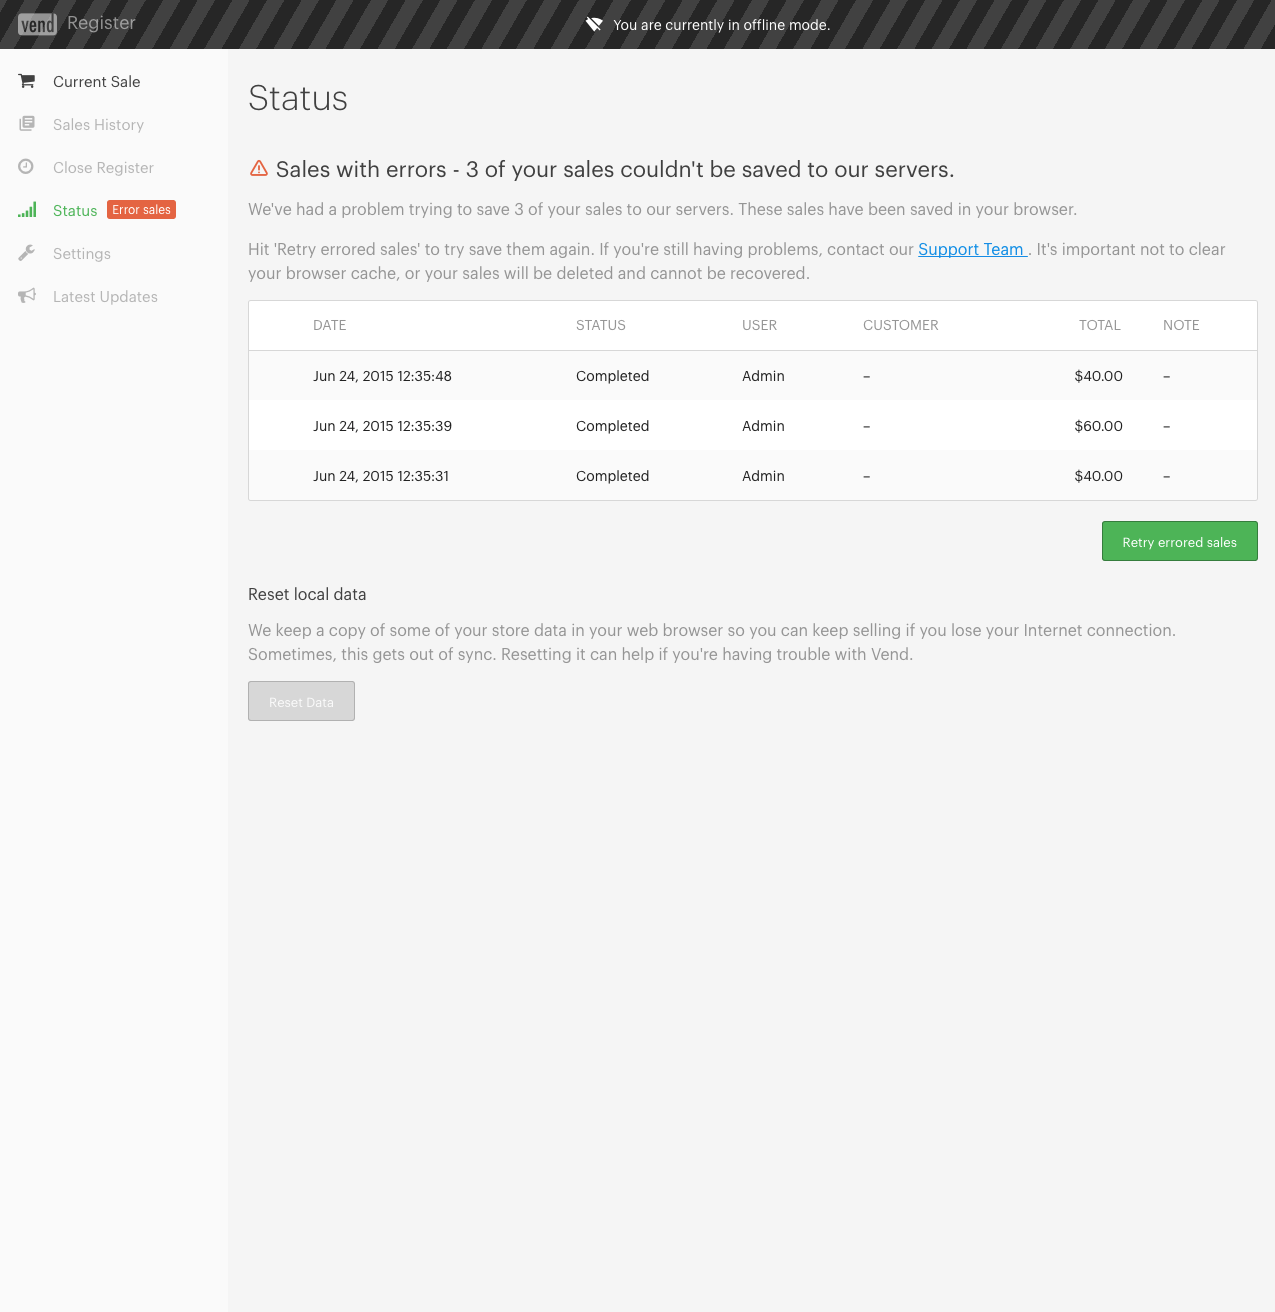 vend Register
You are currently in offline mode.
Current Sale
Sales History
Close Register
Status Error sales
Settings
Latest Updates
Status
Sales with errors - 3 of your sales couldn't be saved to our servers.
We've had a problem trying to save 3 of your sales to our servers. These sales have been saved in your browser.
Hit 'Retry errored sales' to try save them again. If you're still having problems, contact our Support Team . It's important not to clear
your browser cache, or your sales will be deleted and cannot be recovered.
DATE STATUS USER CUSTOMER TOTAL NOTE
Jun 24, 2015 12:35:48 Completed Admin – $40.00 –
Jun 24, 2015 12:35:39 Completed Admin – $60.00 –
Jun 24, 2015 12:35:31 Completed Admin – $40.00 –
Retry errored sales
Reset local data
We keep a copy of some of your store data in your web browser so you can keep selling if you lose your Internet connection.
Sometimes, this gets out of sync. Resetting it can help if you're having trouble with Vend.
Reset Data